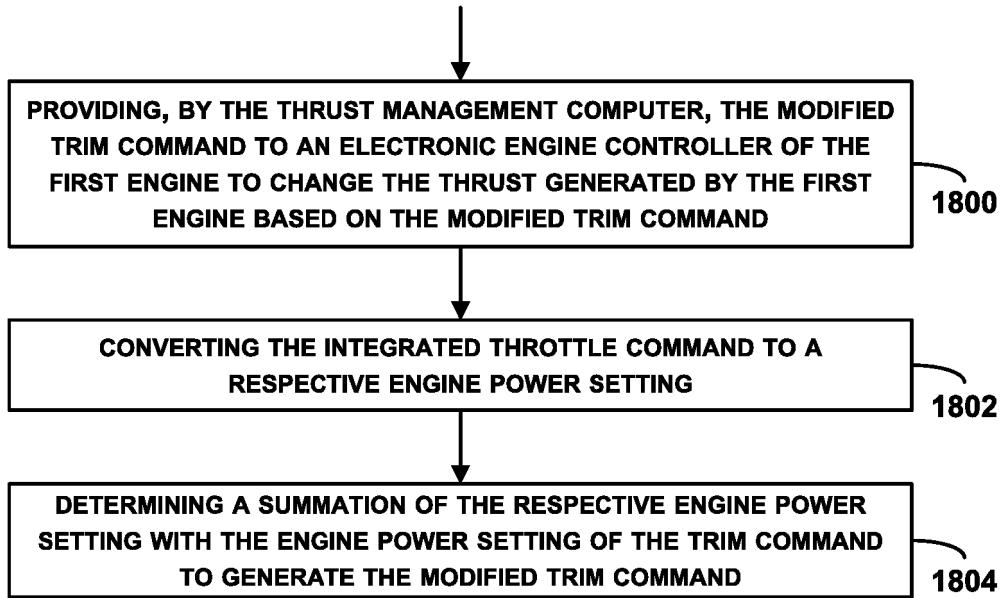 PROVIDING, BY THE THRUST MANAGEMENT COMPUTER, THE MODIFIED
TRIM COMMAND TO AN ELECTRONIC ENGINE CONTROLLER OF THE
FIRST ENGINE TO CHANGE THE THRUST GENERATED BY THE FIRST
ENGINE BASED ON THE MODIFIED TRIM COMMAND
1800
CONVERTING THE INTEGRATED THROTTLE COMMAND TO A
RESPECTIVE ENGINE POWER SETTING
1802
DETERMINING A SUMMATION OF THE RESPECTIVE ENGINE POWER
SETTING WITH THE ENGINE POWER SETTING OF THE TRIM COMMAND
TO GENERATE THE MODIFIED TRIM COMMAND
1804